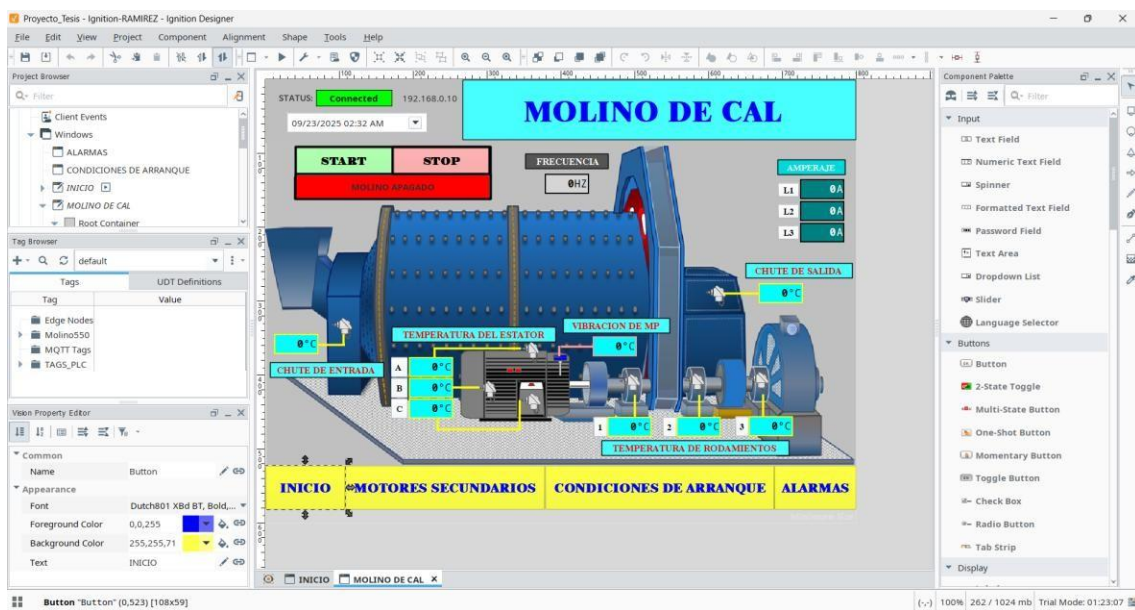 Proyecto_Tesis - Ignition-RAMIREZ - Ignition Designer
File Edit View Project Component Alignment Shape Tools Help
Project Browser
Filter
Client Events
Windows
ALARMAS
CONDICIONES DE ARRANQUE
INICIO
MOLINO DE CAL
Root Container
Tag Browser
default
Tags UDT Definitions
Tag Value
Edge Nodes
Molino550
MQTT Tags
TAGS_PLC
Vision Property Editor
Common
Name Button
Appearance
Font Dutch801 XBd BT, Bold,...
Foreground Color 0,0,255
Background Color 255,255,71
Text INICIO
100 200 300 400 500 600 700 800
STATUS: Connected 192.168.0.10
09/23/2025 02:32 AM
MOLINO DE CAL
START STOP
MOLINO APAGADO
FRECUENCIA
0HZ
AMPERAJE
L1 0A
L2 0A
L3 0A
CHUTE DE SALIDA
0°C
VIBRACION DE MP
0°C
TEMPERATURA DEL ESTATOR
A 0°C
B 0°C
C 0°C
0°C
CHUTE DE ENTRADA
1 0°C 2 0°C 3 0°C
TEMPERATURA DE RODAMIENTOS
INICIO MOTORES SECUNDARIOS CONDICIONES DE ARRANQUE ALARMAS
INICIO MOLINO DE CAL
Component Palette
Filter
Input
Text Field
Numeric Text Field
Spinner
Formatted Text Field
Password Field
Text Area
Dropdown List
Slider
Language Selector
Buttons
Button
2-State Toggle
Multi-State Button
One-Shot Button
Momentary Button
Toggle Button
Check Box
Radio Button
Tab Strip
Display
Button "Button" (0,523) [108x59]
(-,-) 100% 262 / 1024 mb Trial Mode: 01:23:07